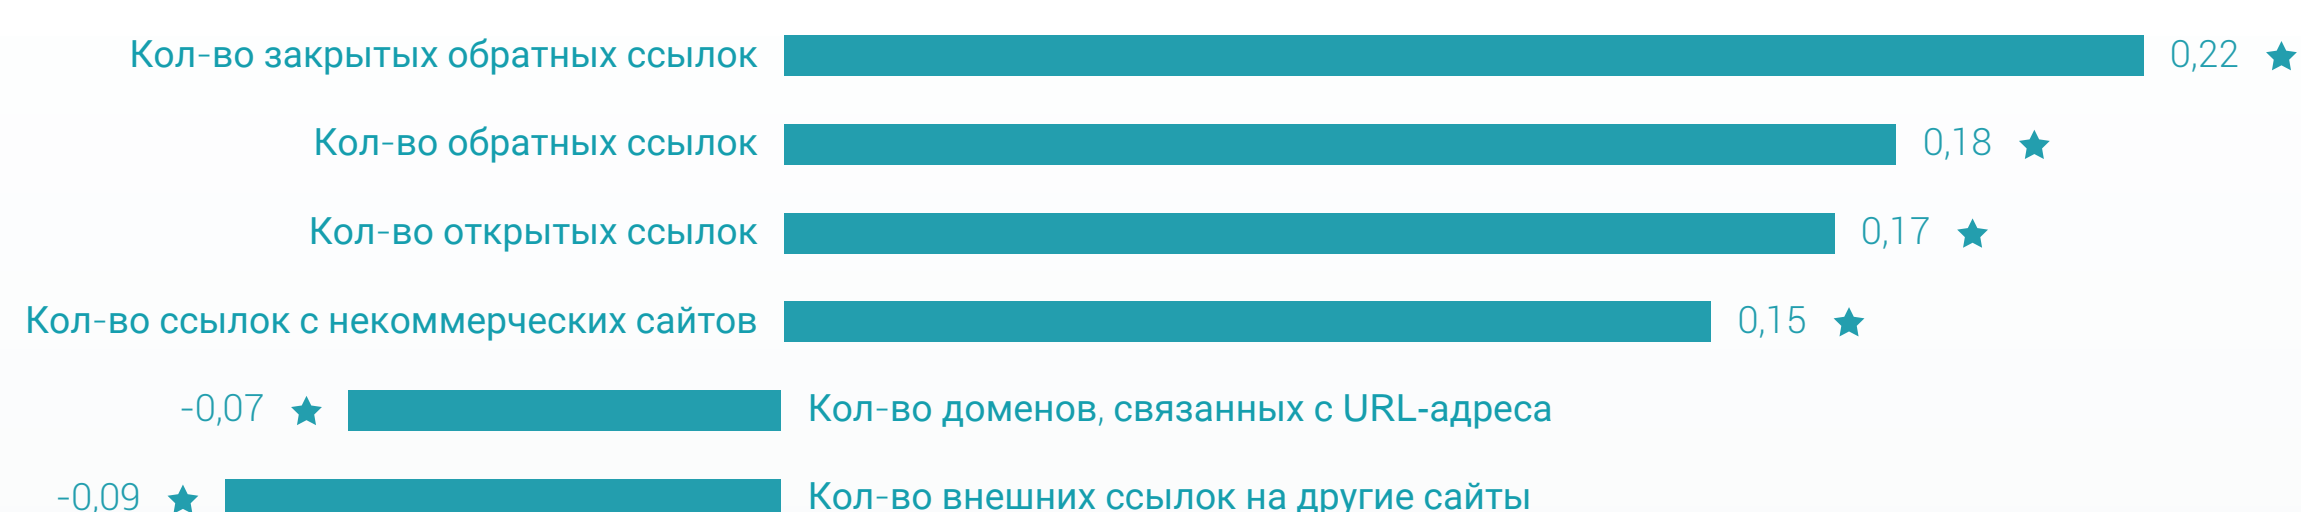 Кол-во закрытых обратных ссылок 0,22
Кол-во обратных ссылок 0,18
Кол-во открытых ссылок 0,17
Кол-во ссылок с некоммерческих сайтов 0,15
-0,07 Кол-во доменов, связанных с URL-адреса
-0,09 Кол-во внешних ссылок на другие сайты